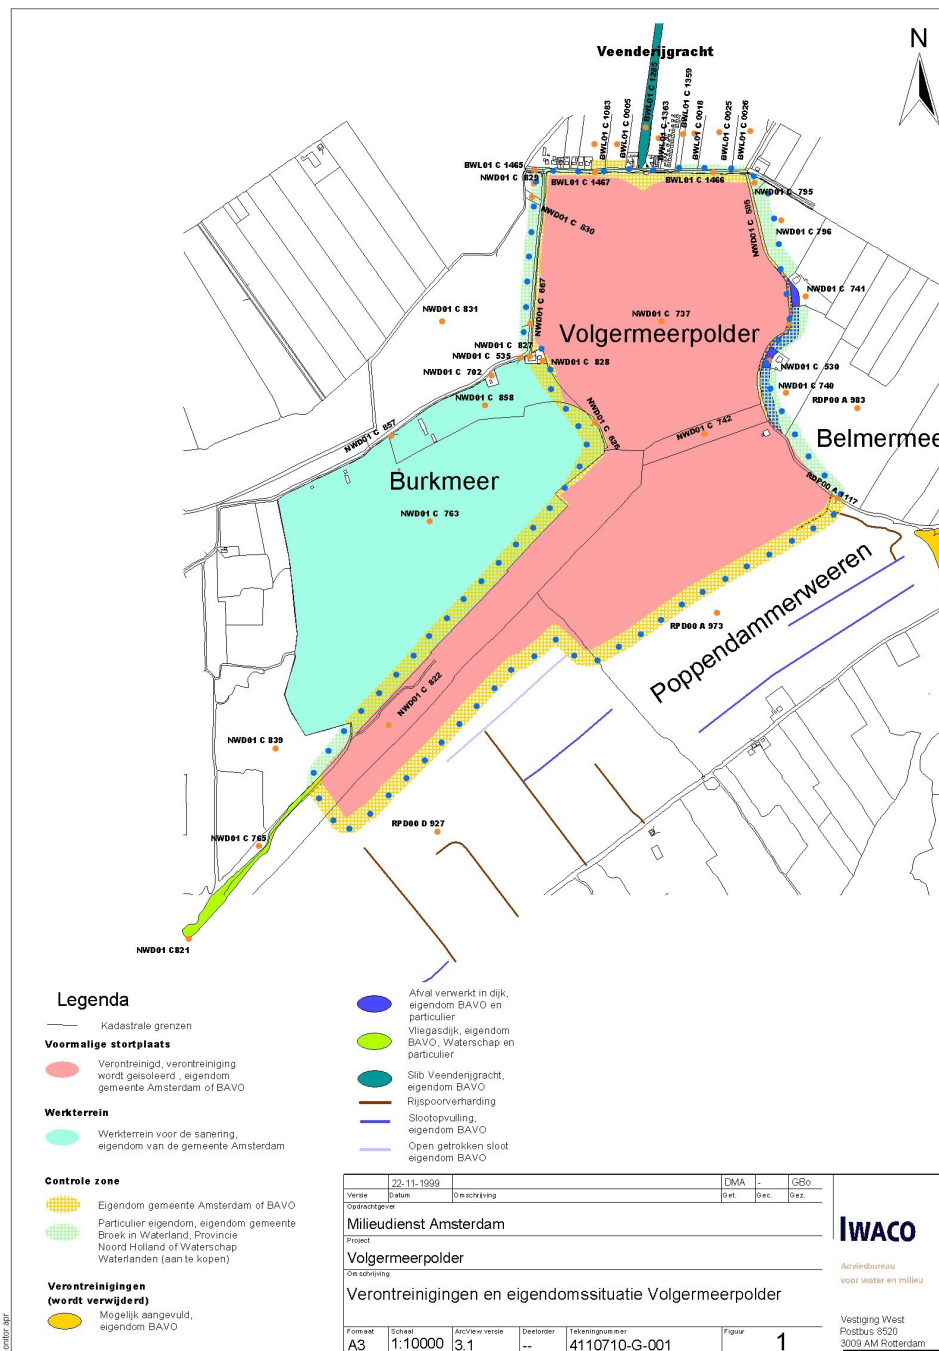 N
Veenderijgracht
BWL01 C 1083
BWL01 C 0005
BWL01 C 1285
BWL01 C 1363
BWL01 C 1359
BWL01 C 0018
BWL01 C 0025
BWL01 C 0026
BWL01 C 1465
NWD01 C 829
BWL01 C 1467
BWL01 C 1466
NWD01 C 795
NWD01 C 830
NWD01 C 595
NWD01 C 796
NWD01 C 667
NWD01 C 741
NWD01 C 831
NWD01 C 737
Volgermeerpolder
NWD01 C 827
NWD01 C 535
NWD01 C 828
NWD01 C 530
NWD01 C 702
NWD01 C 740
NWD01 C 858
RDP00 A 983
NWD01 C 857
NWD01 C 826
NWD01 C 742
Belmermee
Burkmeer
RDP00 A 1117
NWD01 C 763
Poppendammerweeren
RPD00 A 973
NWD01 C 822
NWD01 C 839
RPD00 D 927
NWD01 C 765
NWD01 C821
Legenda
Kadastrale grenzen
Voormalige stortplaats
Verontreinigd, verontreiniging
wordt geisoleerd , eigendom
gemeente Amsterdam of BAVO
Werkterrein
Werkterrein voor de sanering,
eigendom van de gemeente Amsterdam
Controle zone
Eigendom gemeente Amsterdam of BAVO
Particulier eigendom, eigendom gemeente
Broek in Waterland, Provincie
Noord Holland of Waterschap
Waterlanden (aan te kopen)
Verontreinigingen
(wordt verwijderd)
Mogelijk aangevuld,
eigendom BAVO
Afval verwerkt in dijk,
eigendom BAVO en
particulier
Vliegasdijk, eigendom
BAVO, Waterschap en
particulier
Slib Veenderijgracht,
eigendom BAVO
Rijspoorverharding
Slootopvulling,
eigendom BAVO
Open getrokken sloot
eigendom BAVO
22-11-1999 DMA - GBo
Versie Datum Omschrijving Get. Gec. Gez.
Opdrachtgever
Milieudienst Amsterdam
Project
Volgermeerpolder
Omschrijving
Verontreinigingen en eigendomssituatie Volgermeerpolder
Formaat Schaal ArcView versie Deelorder Tekeningnummer Figuur
A3 1:10000 3.1 -- 4110710-G-001 1
IWACO
Adviesbureau
voor water en milieu
Vestiging West
Postbus 8520
3009 AM Rotterdam